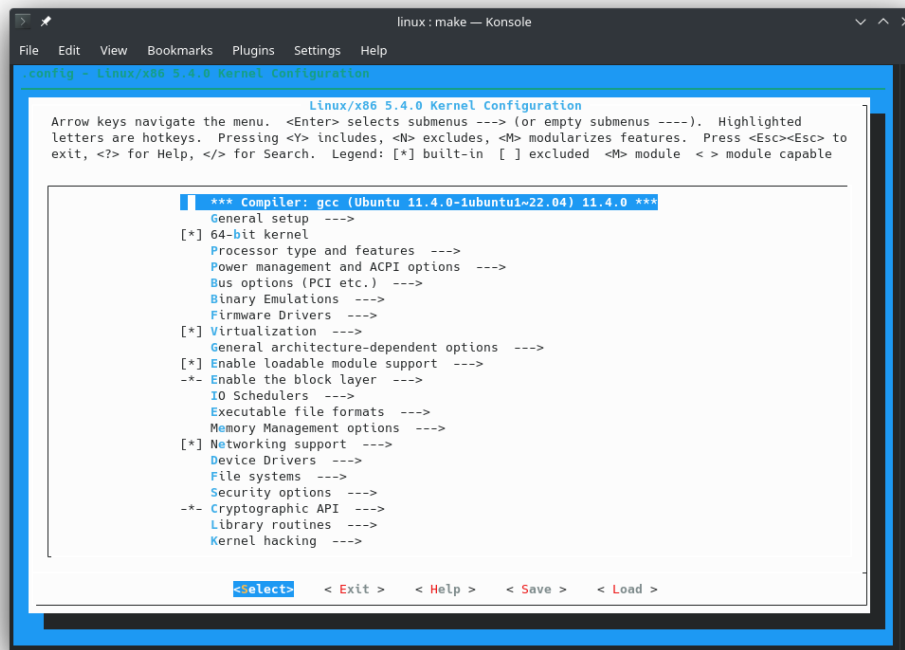 linux : make — Konsole
File Edit View Bookmarks Plugins Settings Help
.config - Linux/x86 5.4.0 Kernel Configuration
Linux/x86 5.4.0 Kernel Configuration
Arrow keys navigate the menu.  <Enter> selects submenus ---> (or empty submenus ----).  Highlighted
letters are hotkeys.  Pressing <Y> includes, <N> excludes, <M> modularizes features.  Press <Esc><Esc> to
exit, <?> for Help, </> for Search.  Legend: [*] built-in  [ ] excluded  <M> module  < > module capable
*** Compiler: gcc (Ubuntu 11.4.0-1ubuntu1~22.04) 11.4.0 ***
General setup  --->
[*] 64-bit kernel
Processor type and features  --->
Power management and ACPI options  --->
Bus options (PCI etc.)  --->
Binary Emulations  --->
Firmware Drivers  --->
[*] Virtualization  --->
General architecture-dependent options  --->
[*] Enable loadable module support  --->
-*- Enable the block layer  --->
IO Schedulers  --->
Executable file formats  --->
Memory Management options  --->
[*] Networking support  --->
Device Drivers  --->
File systems  --->
Security options  --->
-*- Cryptographic API  --->
Library routines  --->
Kernel hacking  --->
<Select> < Exit > < Help > < Save > < Load >